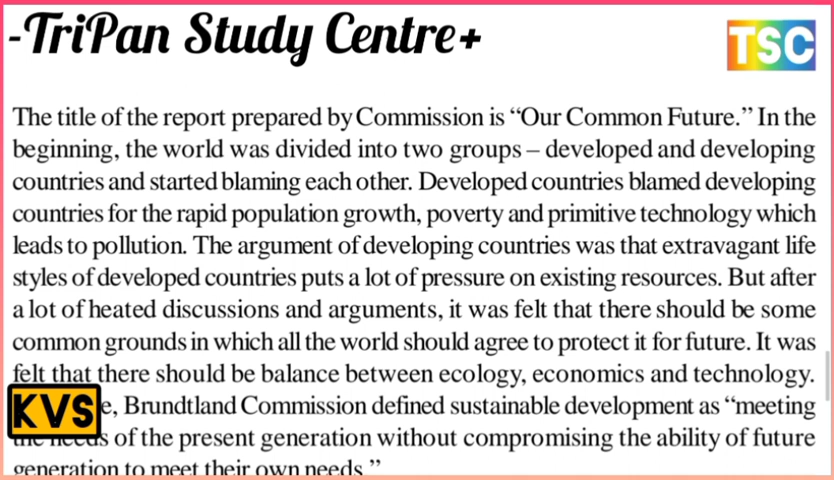 -TriPan Study Centre+
TSC
The title of the report prepared by Commission is “Our Common Future.” In the
beginning, the world was divided into two groups – developed and developing
countries and started blaming each other. Developed countries blamed developing
countries for the rapid population growth, poverty and primitive technology which
leads to pollution. The argument of developing countries was that extravagant life
styles of developed countries puts a lot of pressure on existing resources. But after
a lot of heated discussions and arguments, it was felt that there should be some
common grounds in which all the world should agree to protect it for future. It was
felt that there should be balance between ecology, economics and technology.
KVS
Brundtland Commission defined sustainable development as “meeting
the needs of the present generation without compromising the ability of future
generation to meet their own needs.”